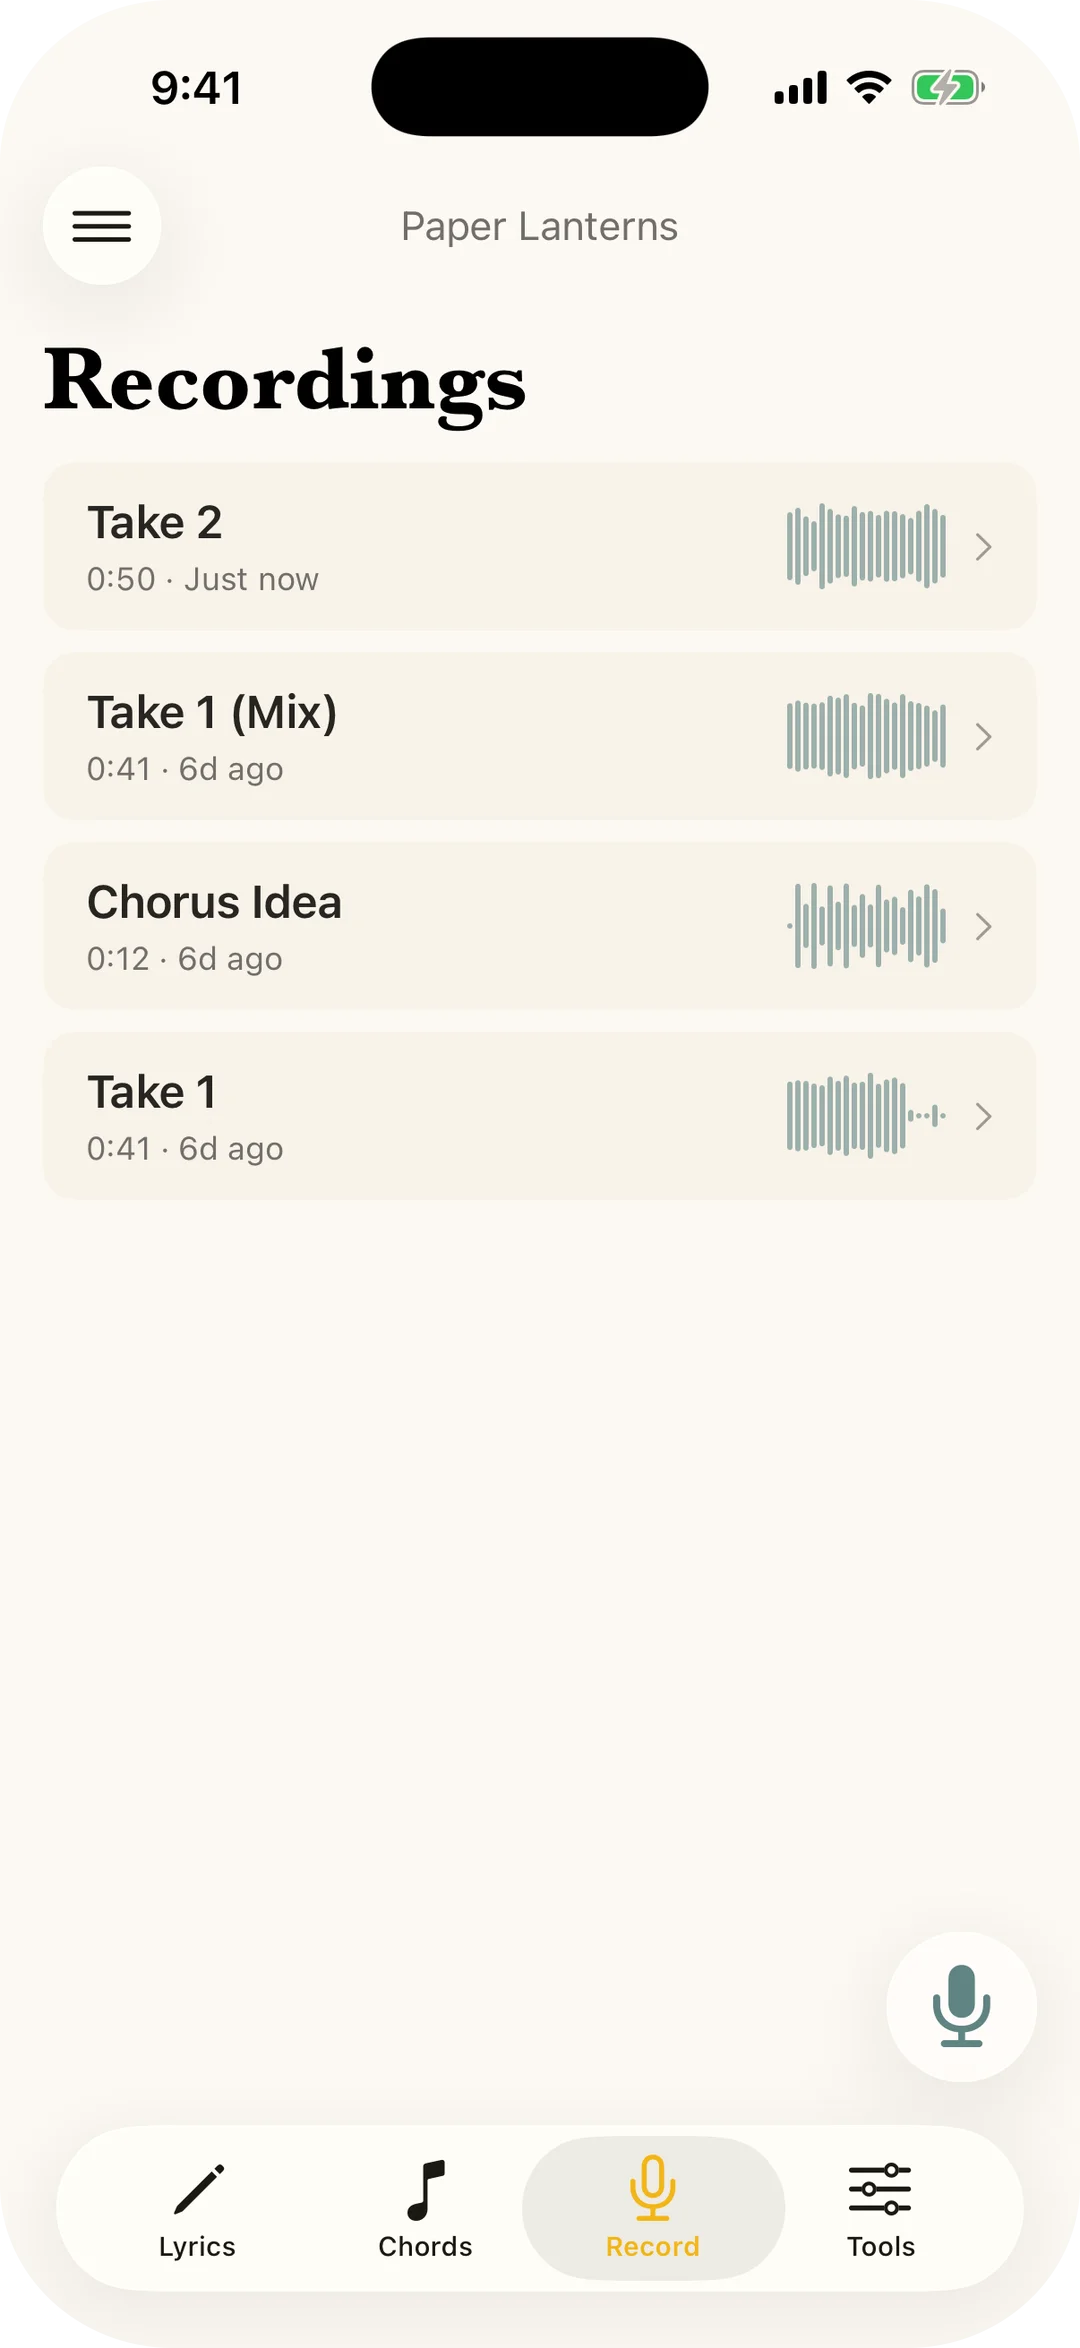 9:41
Paper Lanterns
Recordings
Take 2
0:50 · Just now
Take 1 (Mix)
0:41 · 6d ago
Chorus Idea
0:12 · 6d ago
Take 1
0:41 · 6d ago
Lyrics
Chords
Record
Tools